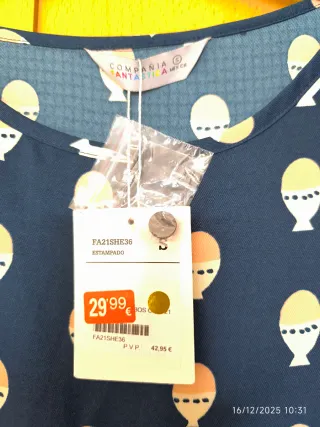 COMPAÑIA
FANTASTICA
S
FA21SHE36
ESTAMPADO
S
29'99€
FA21SHE36
P.V.P. 42,95 €
16/12/2025 10:31